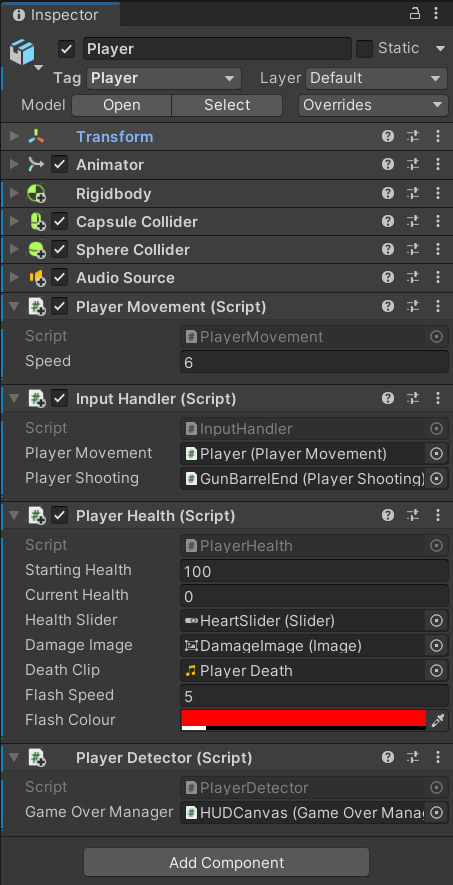 Inspector
Player Static
Tag Player Layer Default
Model Open Select Overrides
Transform
Animator
Rigidbody
Capsule Collider
Sphere Collider
Audio Source
Player Movement (Script)
Script PlayerMovement
Speed 6
Input Handler (Script)
Script InputHandler
Player Movement Player (Player Movement)
Player Shooting GunBarrelEnd (Player Shooting)
Player Health (Script)
Script PlayerHealth
Starting Health 100
Current Health 0
Health Slider HeartSlider (Slider)
Damage Image DamageImage (Image)
Death Clip Player Death
Flash Speed 5
Flash Colour
Player Detector (Script)
Script PlayerDetector
Game Over Manager HUDCanvas (Game Over Mana
Add Component